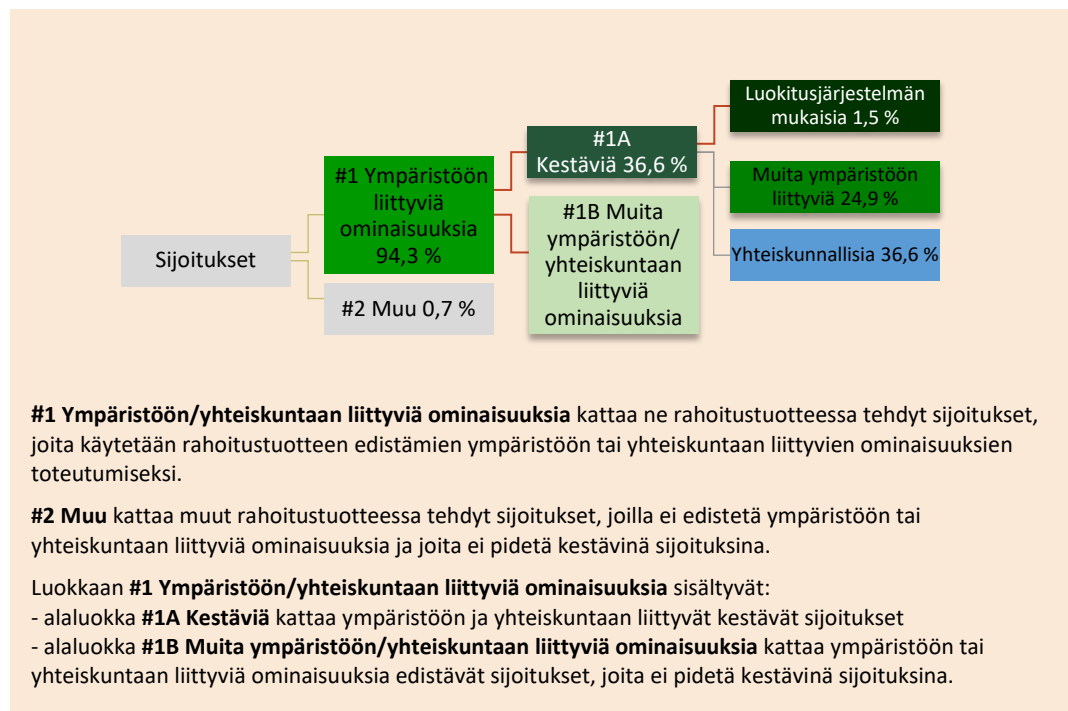 Sijoitukset
#1 Ympäristöön
liittyviä
ominaisuuksia
94,3 %
#2 Muu 0,7 %
#1A
Kestäviä 36,6 %
#1B Muita
ympäristöön/
yhteiskuntaan
liittyviä
ominaisuuksia
Luokitusjärjestelmän
mukaisia 1,5 %
Muita ympäristöön
liittyviä 24,9 %
Yhteiskunnallisia 36,6 %
#1 Ympäristöön/yhteiskuntaan liittyviä ominaisuuksia kattaa ne rahoitustuotteessa tehdyt sijoitukset,
joita käytetään rahoitustuotteen edistämien ympäristöön tai yhteiskuntaan liittyvien ominaisuuksien
toteutumiseksi.
#2 Muu kattaa muut rahoitustuotteessa tehdyt sijoitukset, joilla ei edistetä ympäristöön tai
yhteiskuntaan liittyviä ominaisuuksia ja joita ei pidetä kestävinä sijoituksina.
Luokkaan #1 Ympäristöön/yhteiskuntaan liittyviä ominaisuuksia sisältyvät:
- alaluokka #1A Kestäviä kattaa ympäristöön ja yhteiskuntaan liittyvät kestävät sijoitukset
- alaluokka #1B Muita ympäristöön/yhteiskuntaan liittyviä ominaisuuksia kattaa ympäristöön tai
yhteiskuntaan liittyviä ominaisuuksia edistävät sijoitukset, joita ei pidetä kestävinä sijoituksina.